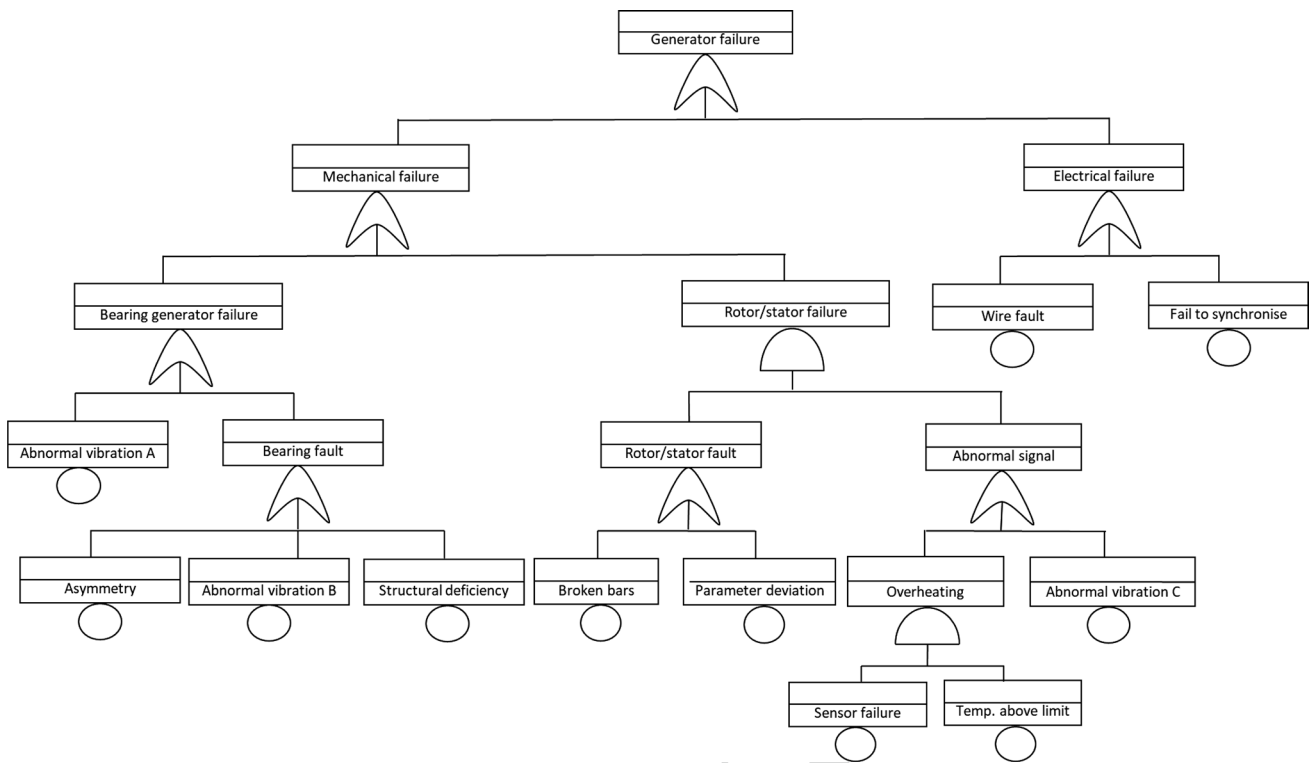 Generator failure
Mechanical failure
Electrical failure
Bearing generator failure
Rotor/stator failure
Wire fault
Fail to synchronise
Abnormal vibration A
Bearing fault
Rotor/stator fault
Abnormal signal
Asymmetry
Abnormal vibration B
Structural deficiency
Broken bars
Parameter deviation
Overheating
Abnormal vibration C
Sensor failure
Temp. above limit